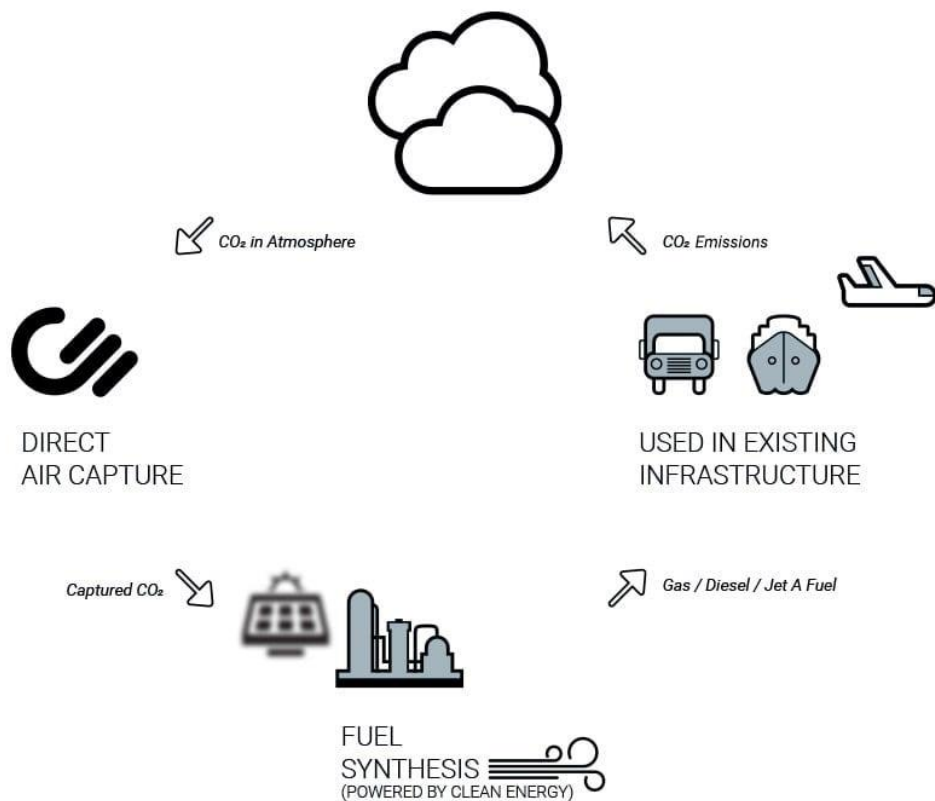 CO₂ in Atmosphere
CO₂ Emissions
DIRECT
AIR CAPTURE
USED IN EXISTING
INFRASTRUCTURE
Captured CO₂
Gas / Diesel / Jet A Fuel
FUEL
SYNTHESIS
(POWERED BY CLEAN ENERGY)